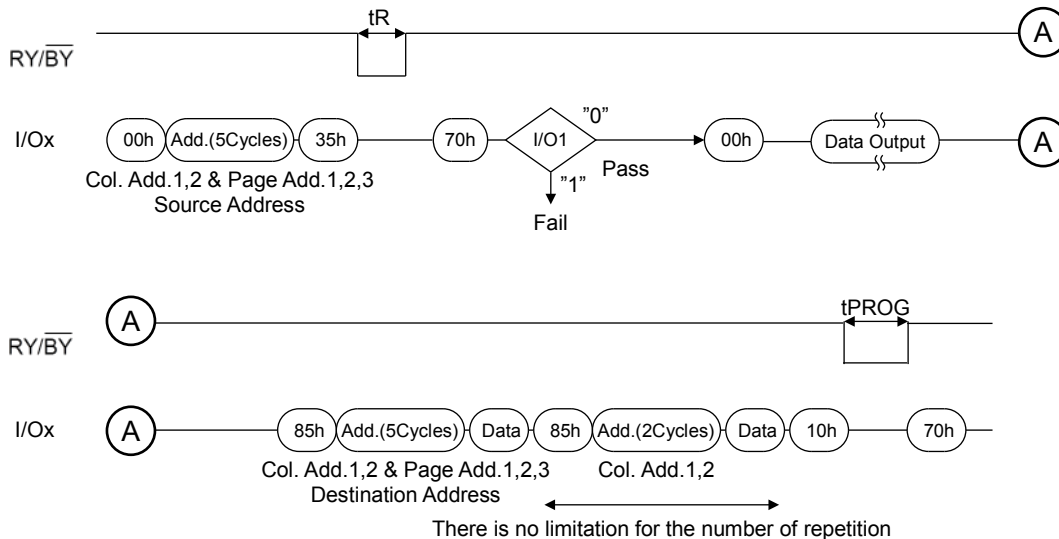 tR
A
RY/BY
I/Ox
00h
Add.(5Cycles)
35h
70h
I/O1
"0"
Pass
"1"
Fail
00h
Data Output
A
Col. Add.1,2 & Page Add.1,2,3
Source Address
A
tPROG
RY/BY
I/Ox
A
85h
Add.(5Cycles)
Data
85h
Add.(2Cycles)
Data
10h
70h
Col. Add.1,2 & Page Add.1,2,3
Col. Add.1,2
Destination Address
There is no limitation for the number of repetition